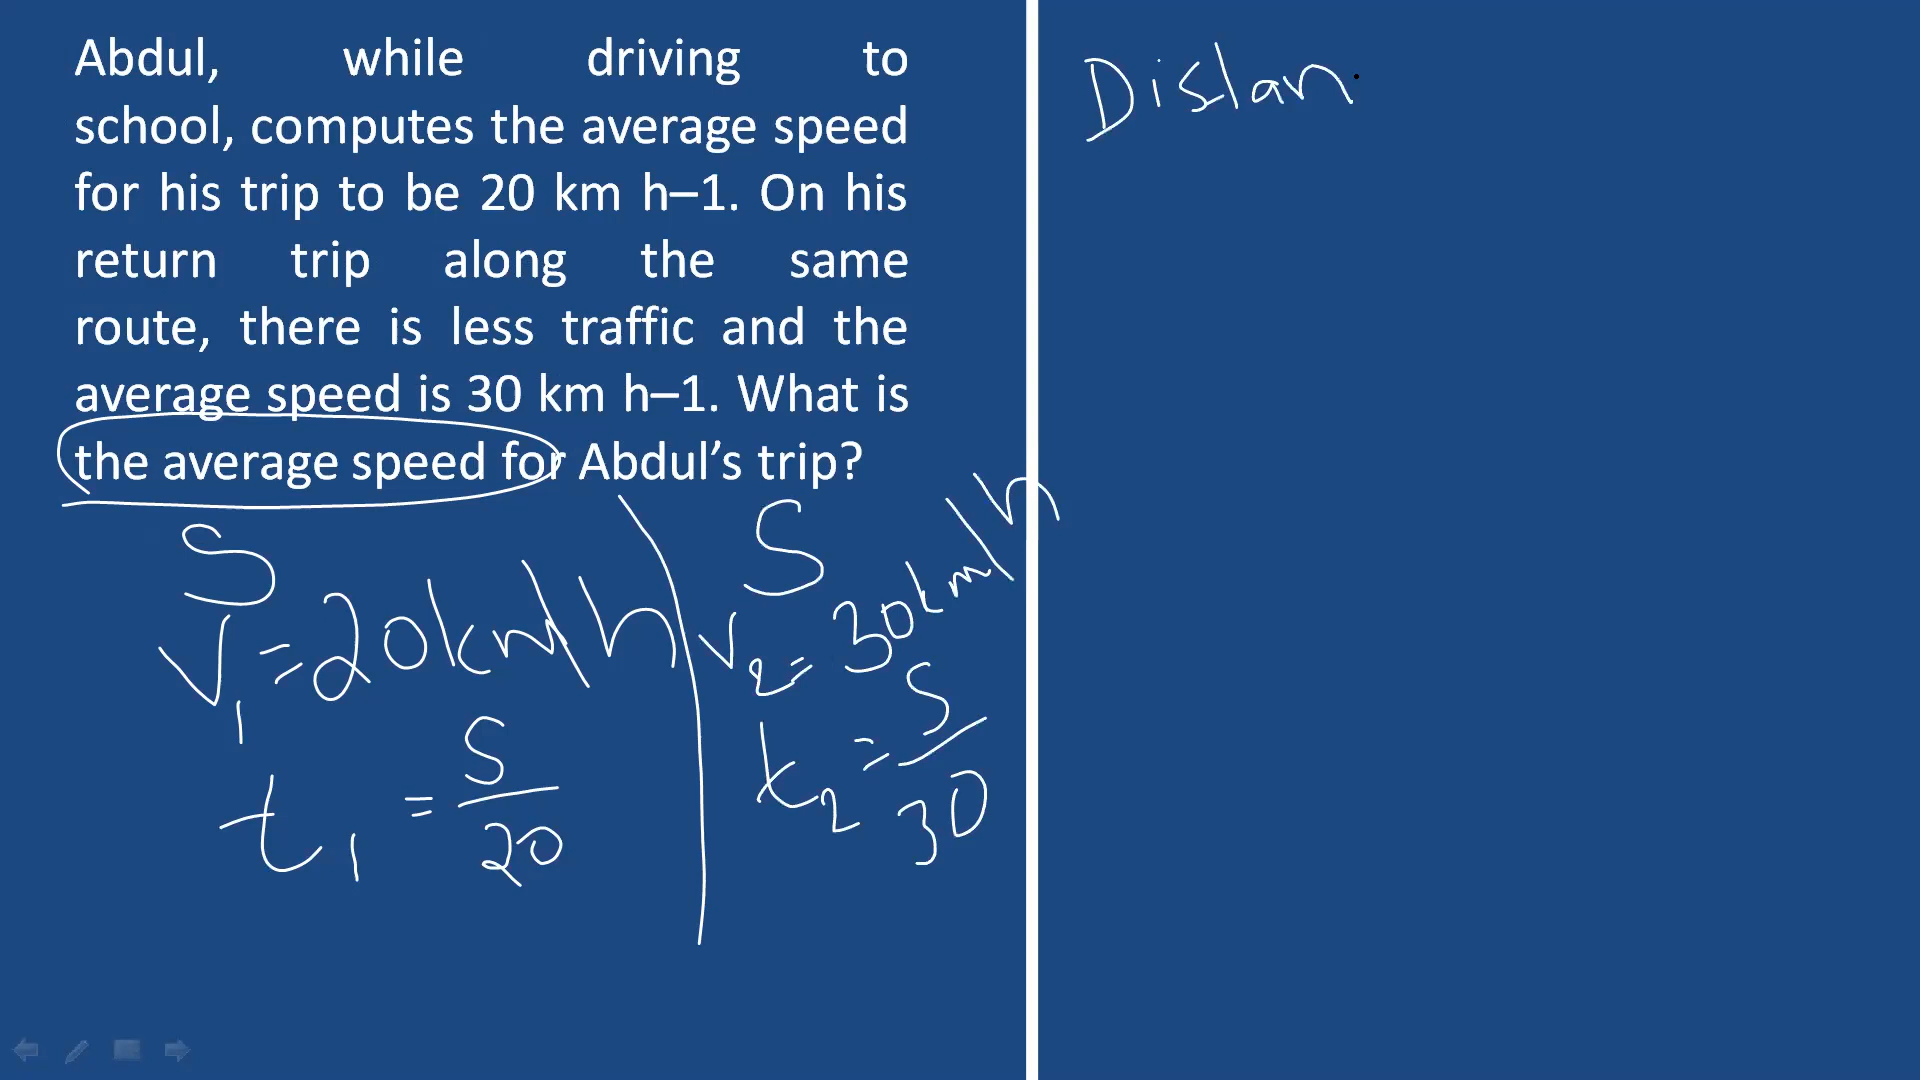 Abdul, while driving to
school, computes the average speed
for his trip to be 20 km h–1. On his
return trip along the same
route, there is less traffic and the
average speed is 30 km h–1. What is
the average speed for Abdul’s trip?
S
V1 = 20km/h
t1 = S/20
S
V2 = 30km/h
t2 = S/30
Distan